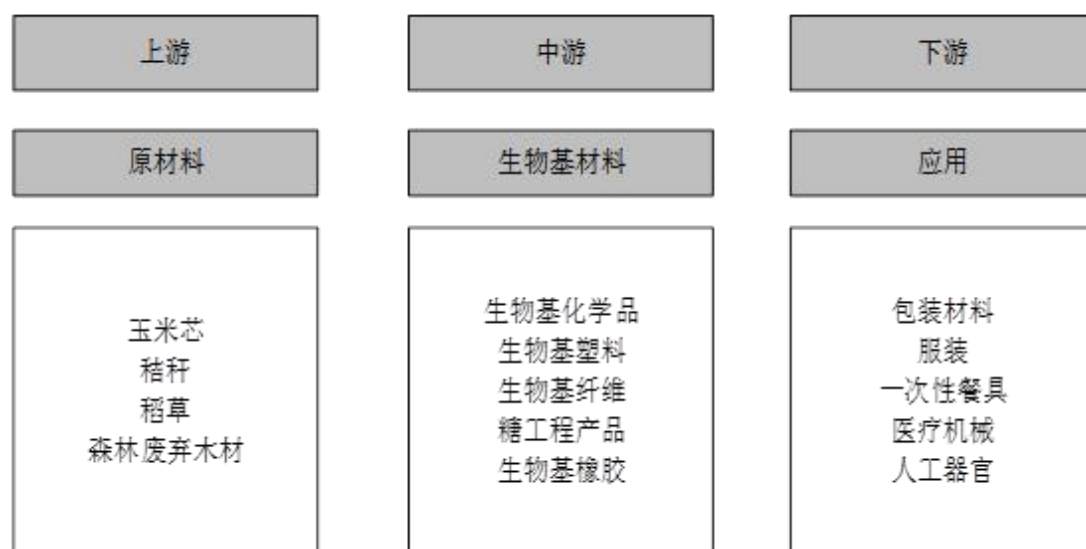 上游
中游
下游
原材料
生物基材料
应用
玉米芯
秸秆
稻草
森林废弃木材
生物基化学品
生物基塑料
生物基纤维
糖工程产品
生物基橡胶
包装材料
服装
一次性餐具
医疗机械
人工器官